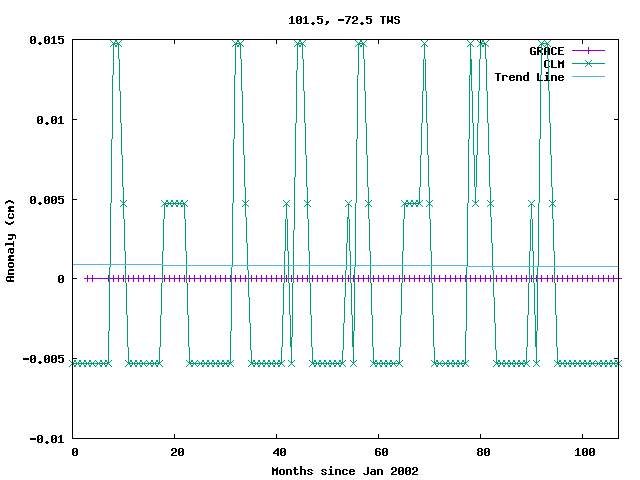 101.5, -72.5 TWS
0.015
0.01
0.005
0
-0.005
-0.01
Anomaly (cm)
GRACE
CLM
Trend Line
0 20 40 60 80 100
Months since Jan 2002